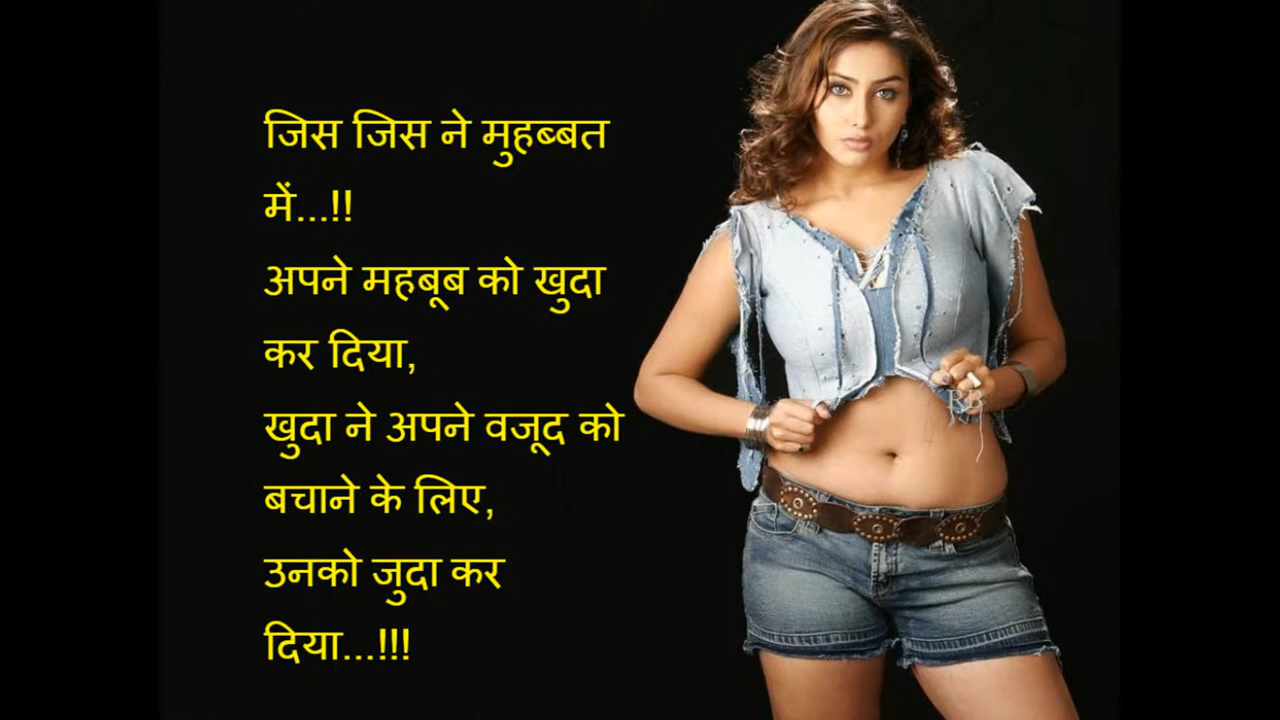 जिस जिस ने मुहब्बत
में...!!
अपने महबूब को खुदा
कर दिया,
खुदा ने अपने वजूद को
बचाने के लिए,
उनको जुदा कर
दिया...!!!